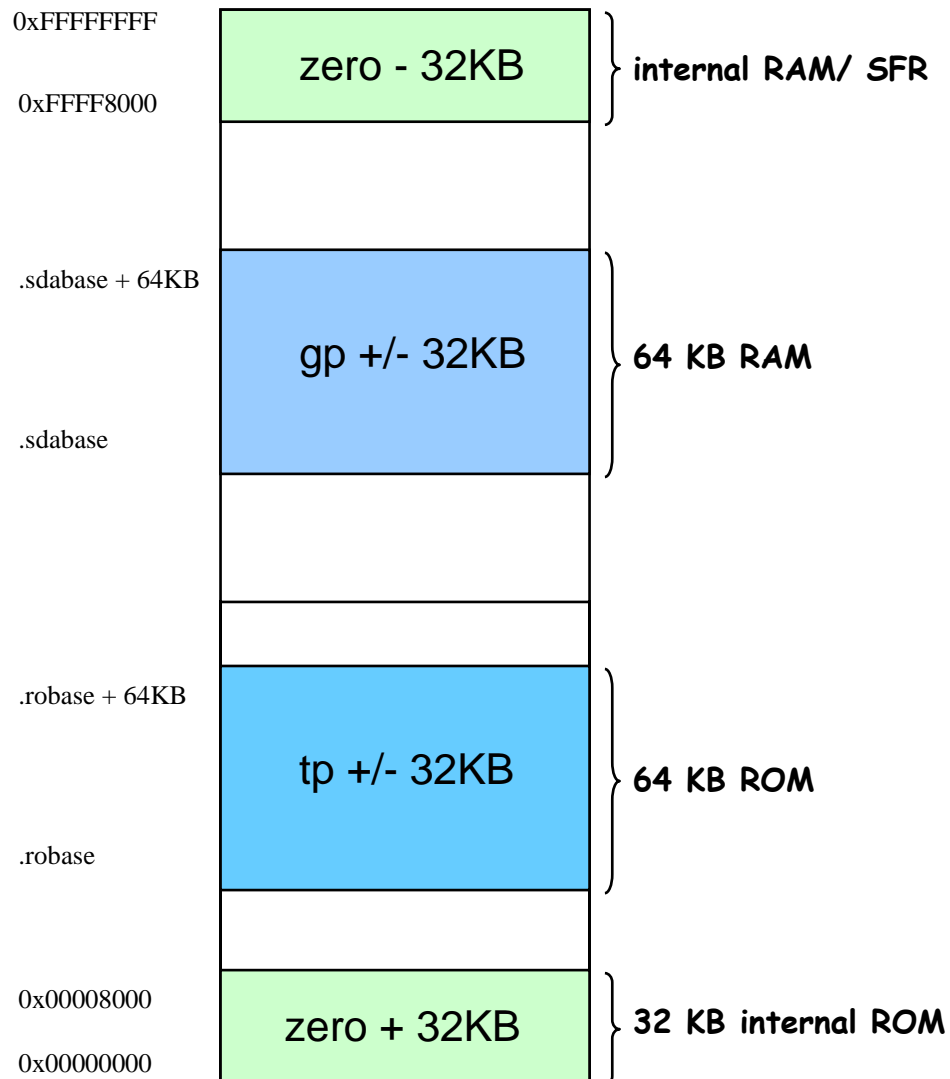 0xFFFFFFFF
zero - 32KB
internal RAM/ SFR
0xFFFF8000
.sdabase + 64KB
gp +/- 32KB
64 KB RAM
.sdabase
.robase + 64KB
tp +/- 32KB
64 KB ROM
.robase
0x00008000
zero + 32KB
32 KB internal ROM
0x00000000